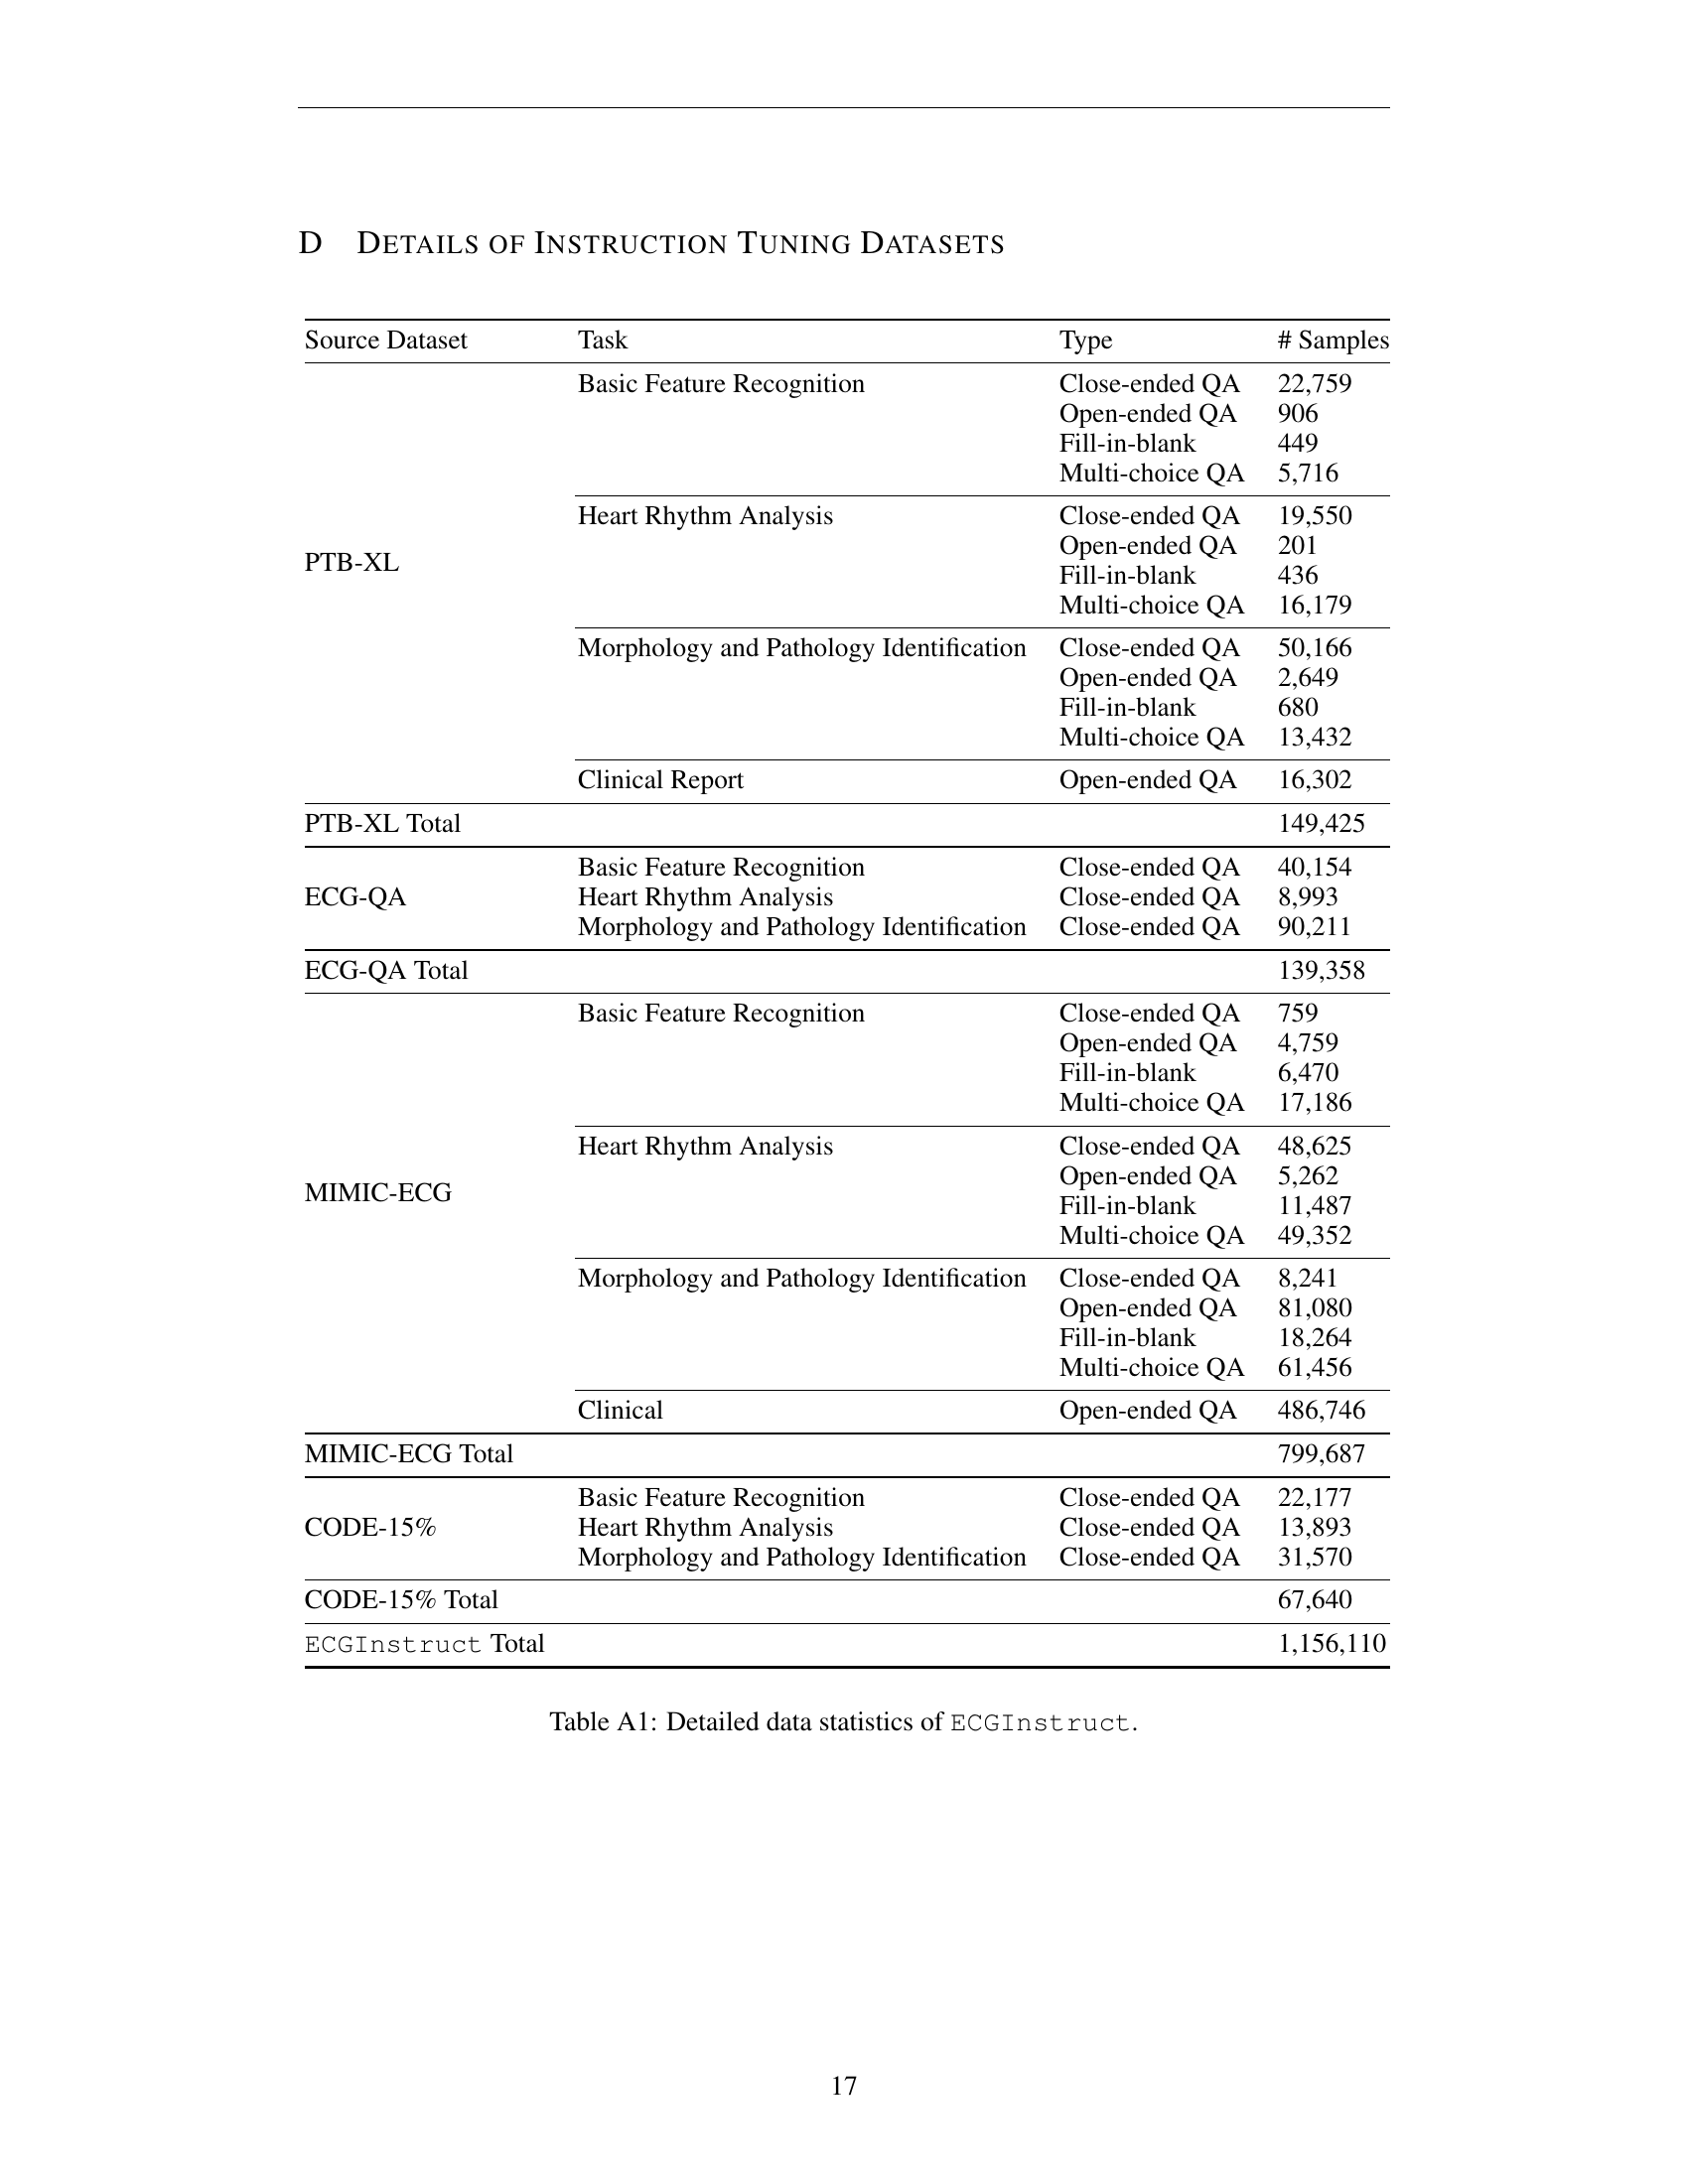 D DETAILS OF INSTRUCTION TUNING DATASETS
Source Dataset Task Type # Samples
Basic Feature Recognition Close-ended QA 22,759
Open-ended QA 906
Fill-in-blank 449
Multi-choice QA 5,716
Heart Rhythm Analysis Close-ended QA 19,550
Open-ended QA 201
PTB-XL
Fill-in-blank 436
Multi-choice QA 16,179
Morphology and Pathology Identification Close-ended QA 50,166
Open-ended QA 2,649
Fill-in-blank 680
Multi-choice QA 13,432
Clinical Report Open-ended QA 16,302
PTB-XL Total 149,425
Basic Feature Recognition Close-ended QA 40,154
ECG-QA Heart Rhythm Analysis Close-ended QA 8,993
Morphology and Pathology Identification Close-ended QA 90,211
ECG-QA Total 139,358
Basic Feature Recognition Close-ended QA 759
Open-ended QA 4,759
Fill-in-blank 6,470
Multi-choice QA 17,186
Heart Rhythm Analysis Close-ended QA 48,625
Open-ended QA 5,262
MIMIC-ECG
Fill-in-blank 11,487
Multi-choice QA 49,352
Morphology and Pathology Identification Close-ended QA 8,241
Open-ended QA 81,080
Fill-in-blank 18,264
Multi-choice QA 61,456
Clinical Open-ended QA 486,746
MIMIC-ECG Total 799,687
Basic Feature Recognition Close-ended QA 22,177
CODE-15% Heart Rhythm Analysis Close-ended QA 13,893
Morphology and Pathology Identification Close-ended QA 31,570
CODE-15% Total 67,640
ECGInstruct Total 1,156,110
Table A1: Detailed data statistics of ECGInstruct.
17